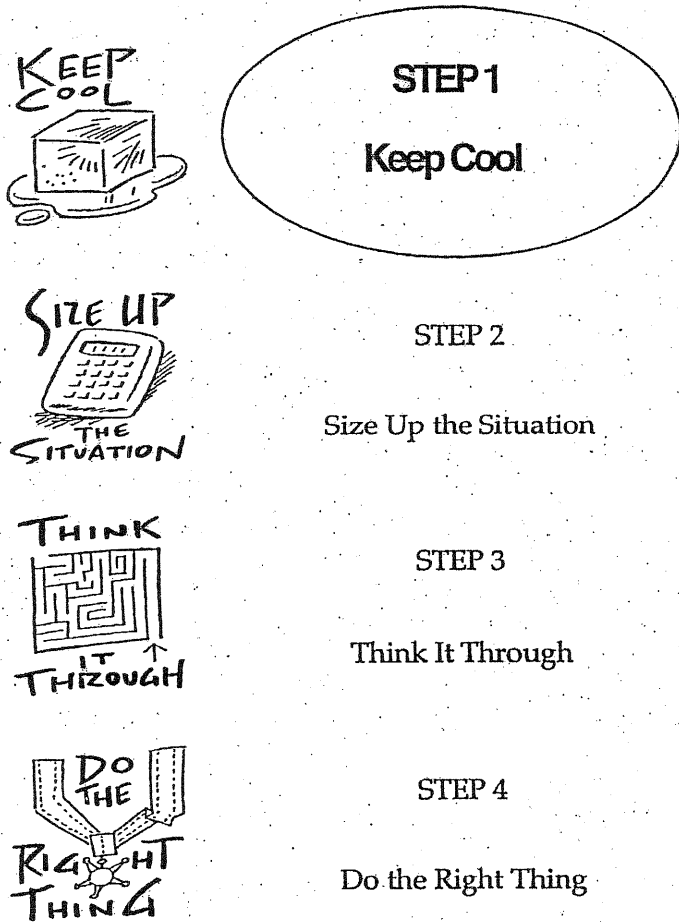 KEEP
COOL
STEP 1
Keep Cool
SIZE UP
THE
SITUATION
STEP 2
Size Up the Situation
THINK
IT
THROUGH
STEP 3
Think It Through
DO
THE
RIGHT
THING
STEP 4
Do the Right Thing